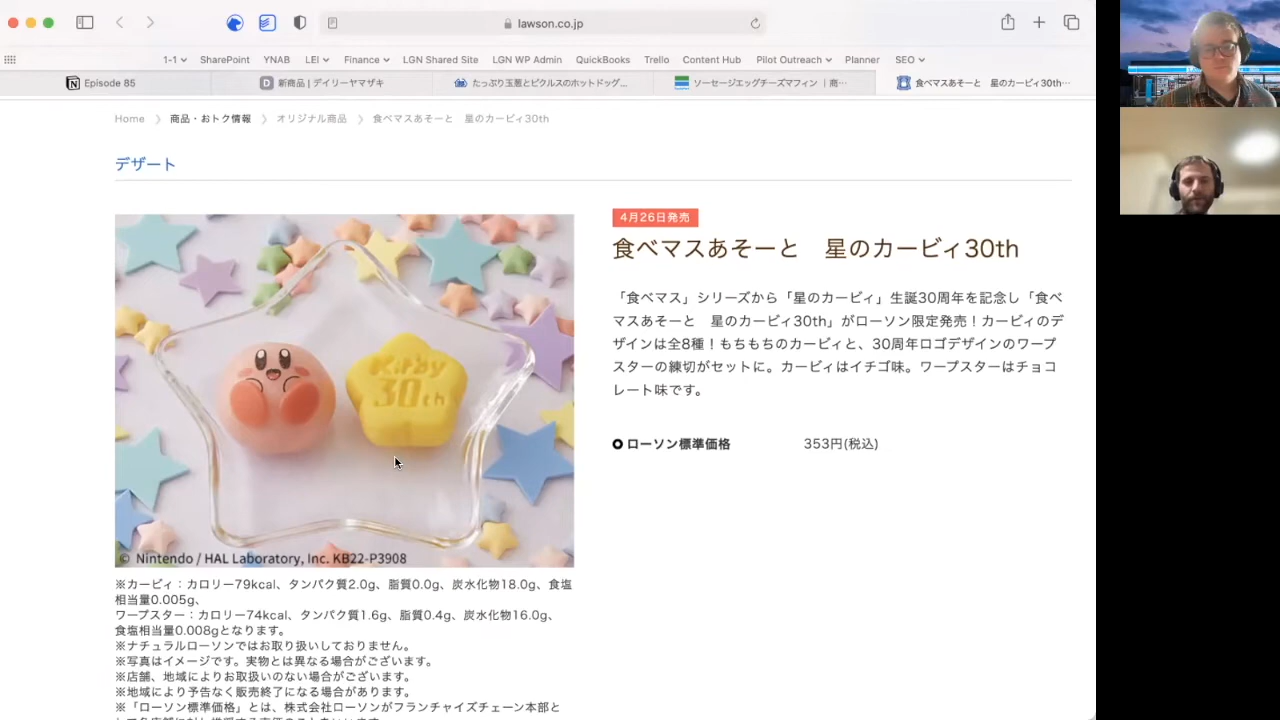 lawson.co.jp
1-1 SharePoint YNAB LEI Finance LGN Shared Site LGN WP Admin QuickBooks Trello Content Hub Pilot Outreach Planner SEO
Episode 85 新商品 | デイリーヤマザキ ソーセージエッグチーズマフィン | 商… 食べマスあそーと 星のカービィ30th…
Home 商品・おトク情報 オリジナル商品 食べマスあそーと 星のカービィ30th
デザート
4月26日発売
食べマスあそーと 星のカービィ30th
「食べマス」シリーズから「星のカービィ」生誕30周年を記念し「食べ
マスあそーと 星のカービィ30th」がローソン限定発売！カービィのデ
ザインは全8種！もちもちのカービィと、30周年ロゴデザインのワープ
スターの練切がセットに。カービィはイチゴ味。ワープスターはチョコ
レート味です。
ローソン標準価格 353円(税込)
Kirby
30th
© Nintendo / HAL Laboratory, Inc. KB22-P3908
※カービィ：カロリー79kcal、タンパク質2.0g、脂質0.0g、炭水化物18.0g、食塩
相当量0.005g、
ワープスター：カロリー74kcal、タンパク質1.6g、脂質0.4g、炭水化物16.0g、
食塩相当量0.008gとなります。
※ナチュラルローソンではお取り扱いしておりません。
※写真はイメージです。実物とは異なる場合がございます。
※店舗、地域によりお取扱いのない場合がございます。
※地域により予告なく販売終了になる場合があります。
※「ローソン標準価格」とは、株式会社ローソンがフランチャイズチェーン本部と